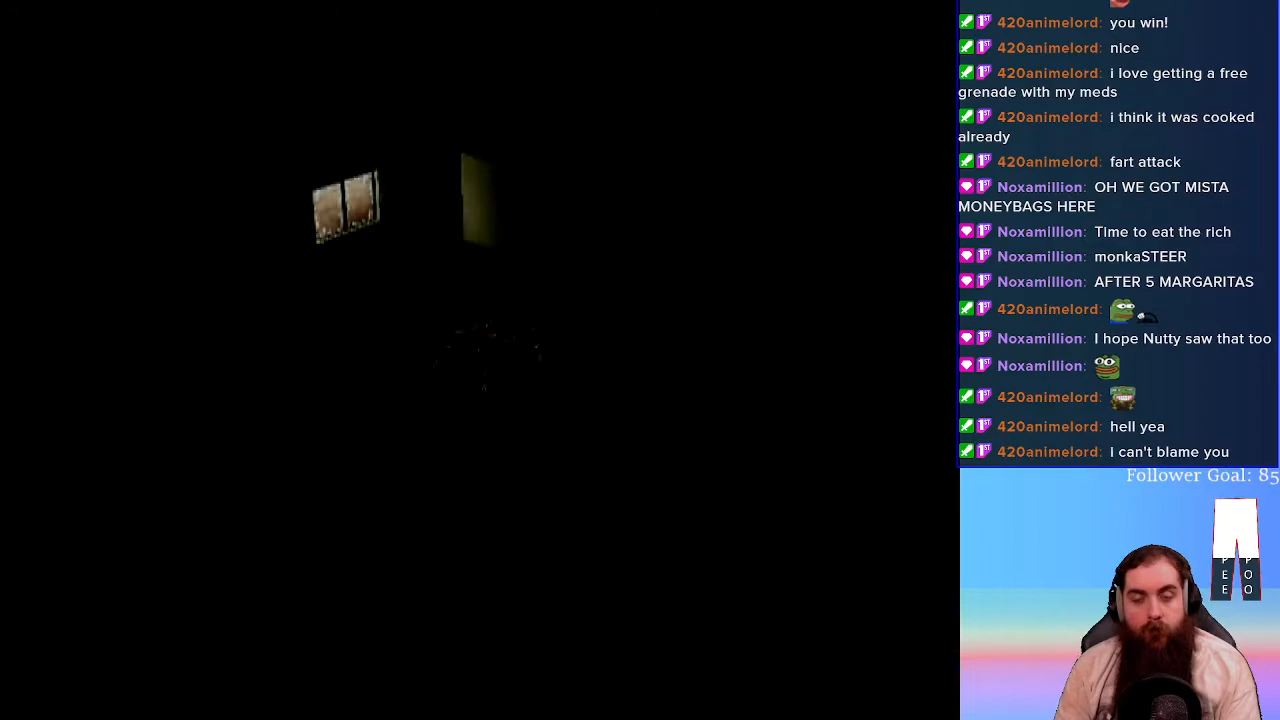 420animelord: you win!
420animelord: nice
420animelord: i love getting a free
grenade with my meds
420animelord: i think it was cooked
already
420animelord: fart attack
Noxamillion: OH WE GOT MISTA
MONEYBAGS HERE
Noxamillion: Time to eat the rich
Noxamillion: monkaSTEER
Noxamillion: AFTER 5 MARGARITAS
420animelord:
Noxamillion: I hope Nutty saw that too
Noxamillion:
420animelord:
420animelord: hell yea
420animelord: I can't blame you
Follower Goal: 85
PEE POO